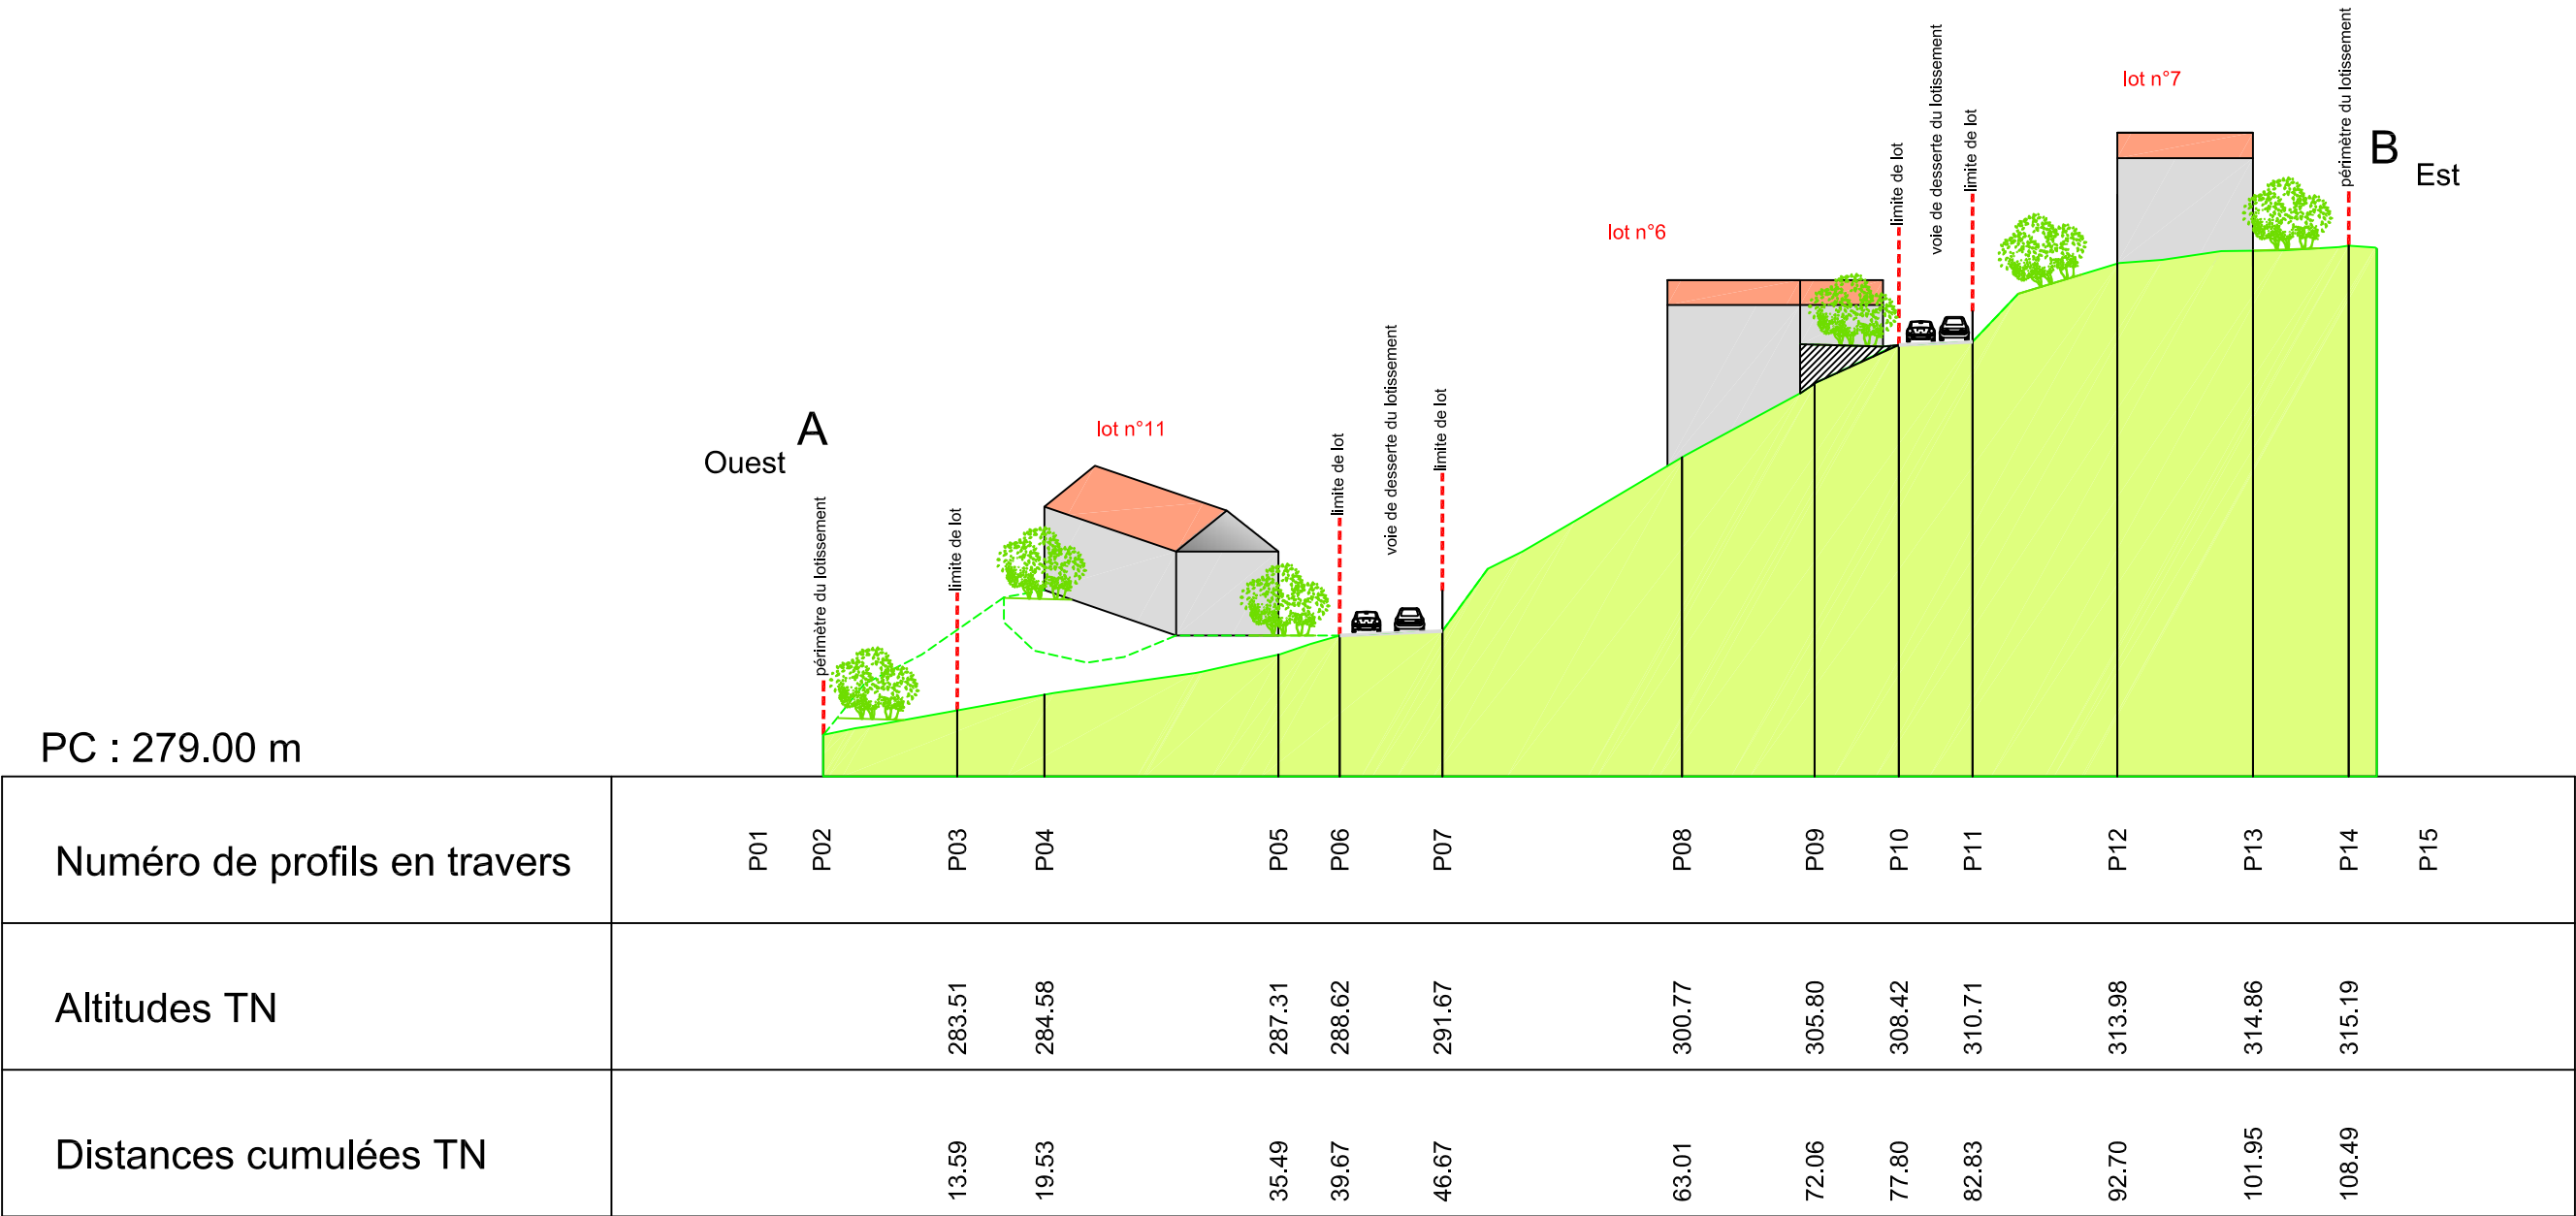 périmètre du lotissement
B
Est
lot n°7
voie de desserte du lotissement
limite de lot
limite de lot
lot n°6
voie de desserte du lotissement
limite de lot
limite de lot
A
Ouest
lot n°11
périmètre du lotissement
limite de lot
PC : 279.00 m
Numéro de profils en travers P01 P02 P03 P04 P05 P06 P07 P08 P09 P10 P11 P12 P13 P14 P15
Altitudes TN 283.51 284.58 287.31 288.62 291.67 300.77 305.80 308.42 310.71 313.98 314.86 315.19
Distances cumulées TN 13.59 19.53 35.49 39.67 46.67 63.01 72.06 77.80 82.83 92.70 101.95 108.49